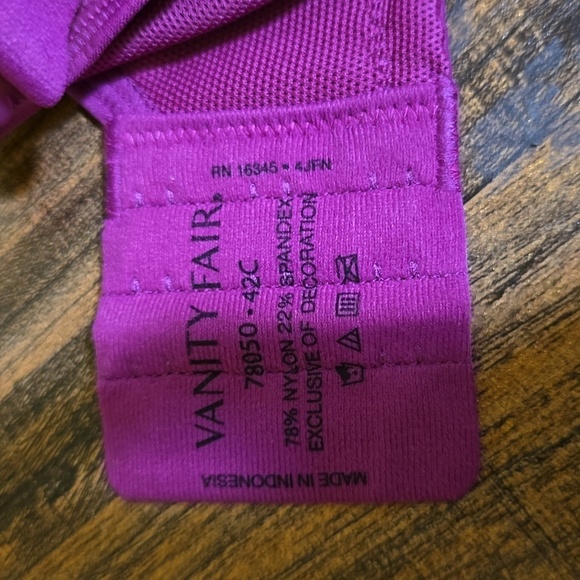 RN 16345 - 4JFN
VANITY FAIR®
78050 • 42C
78% NYLON 22% SPANDEX
EXCLUSIVE OF DECORATION
MADE IN INDONESIA